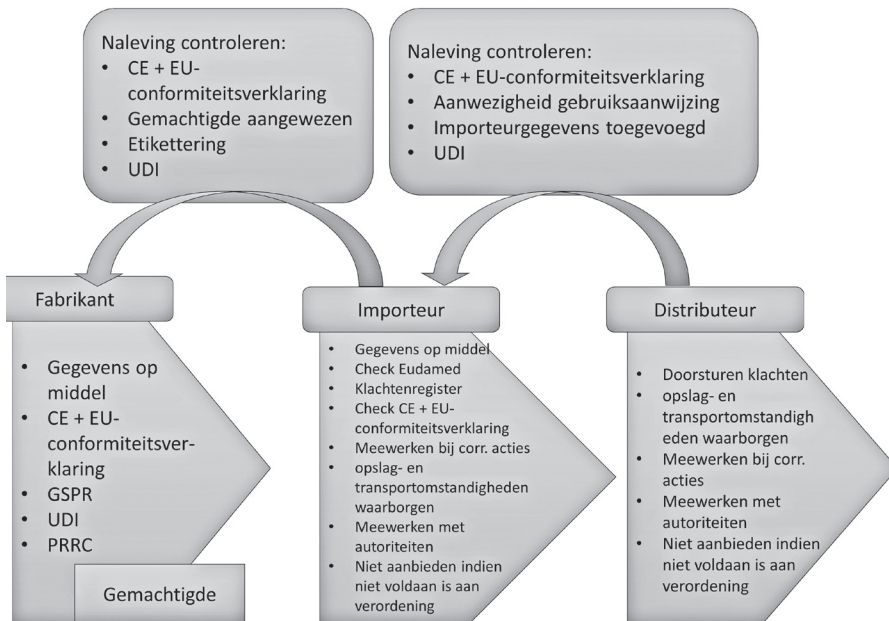 Naleving controleren:
• CE + EU-
conformiteitsverklaring
• Gemachtigde aangewezen
• Etikettering
• UDI
Naleving controleren:
• CE + EU-conformiteitsverklaring
• Aanwezigheid gebruiksaanwijzing
• Importeurgegevens toegevoegd
• UDI
Fabrikant
• Gegevens op
middel
• CE + EU-
conformiteitsver-
klaring
• GSPR
• UDI
• PRRC
Gemachtigde
Importeur
• Gegevens op middel
• Check Eudamed
• Klachtenregister
• Check CE + EU-
conformiteitsverklaring
• Meewerken bij corr. acties
• opslag- en
transportomstandigheden
waarborgen
• Meewerken met
autoriteiten
• Niet aanbieden indien
niet voldaan is aan
verordening
Distributeur
• Doorsturen klachten
• opslag- en
transportomstandigh
eden waarborgen
• Meewerken bij corr.
acties
• Meewerken met
autoriteiten
• Niet aanbieden indien
niet voldaan is aan
verordening